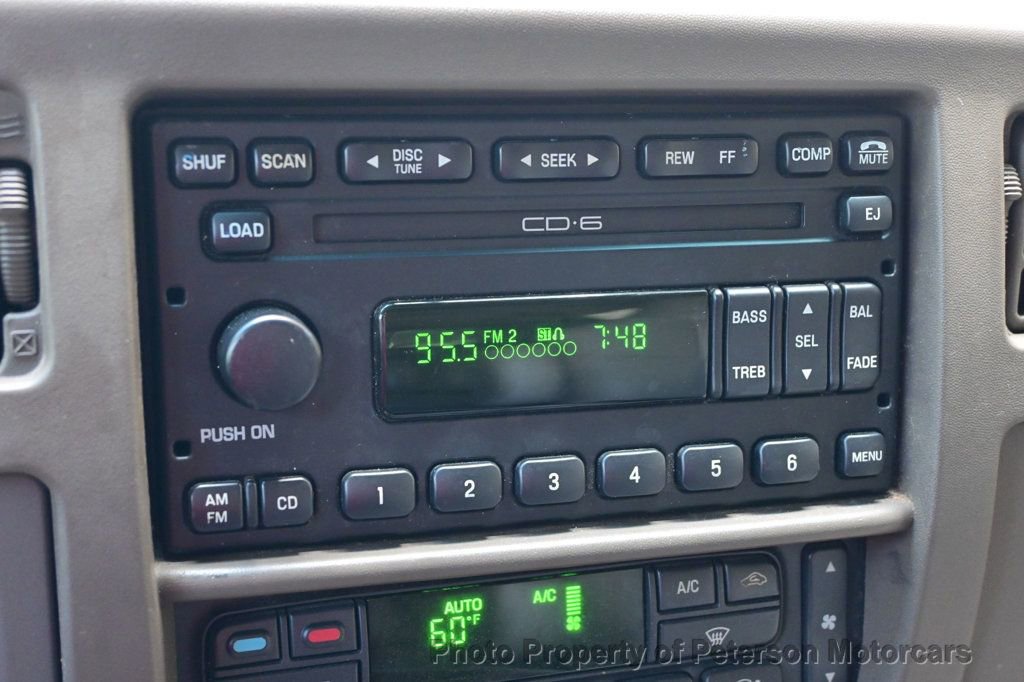 SHUF SCAN DISC TUNE SEEK REW FF COMP MUTE
LOAD CD·6 EJ
95.5 FM 2 ST 7:48
BASS SEL BAL
TREB FADE
PUSH ON
AM FM CD 1 2 3 4 5 6 MENU
AUTO A/C A/C
60°F
Photo Property of Peterson Motorcars